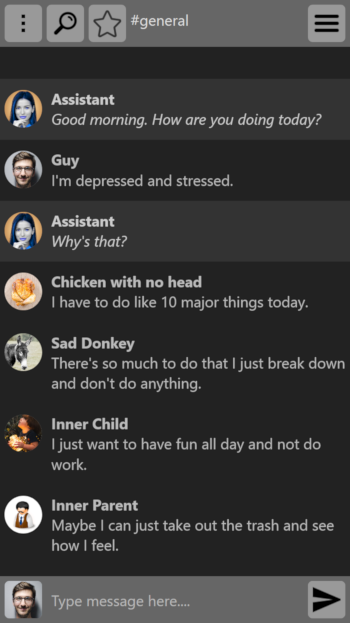 #general
Assistant
Good morning. How are you doing today?
Guy
I'm depressed and stressed.
Assistant
Why's that?
Chicken with no head
I have to do like 10 major things today.
Sad Donkey
There's so much to do that I just break down
and don't do anything.
Inner Child
I just want to have fun all day and not do
work.
Inner Parent
Maybe I can just take out the trash and see
how I feel.
Type message here....